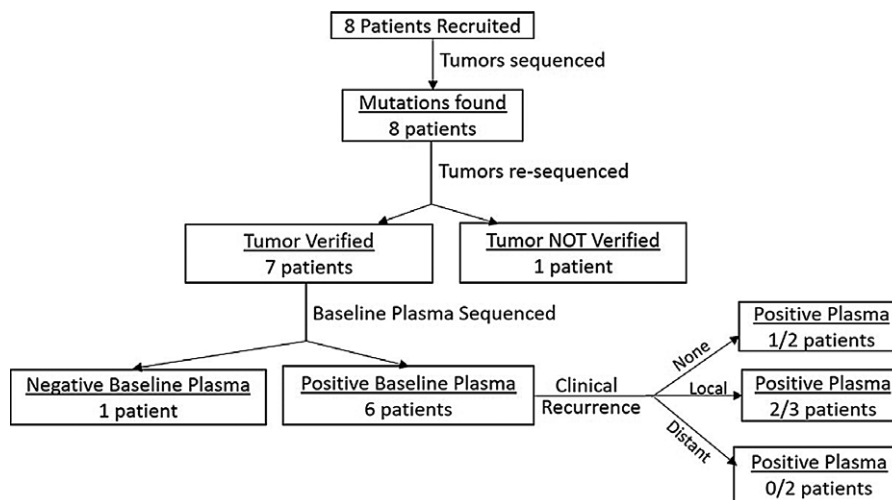 8 Patients Recruited
Tumors sequenced
Mutations found
8 patients
Tumors re-sequenced
Tumor Verified
7 patients
Tumor NOT Verified
1 patient
Baseline Plasma Sequenced
Negative Baseline Plasma
1 patient
Positive Baseline Plasma
6 patients
Clinical
Recurrence
None
Positive Plasma
1/2 patients
Local
Positive Plasma
2/3 patients
Distant
Positive Plasma
0/2 patients